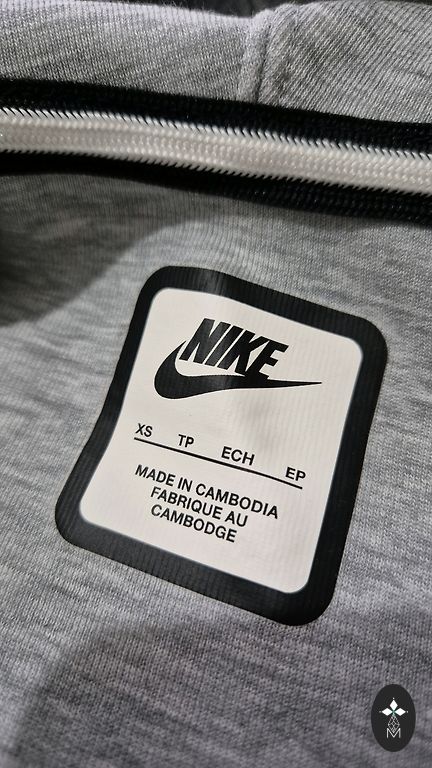 NIKE
XS TP ECH EP
MADE IN CAMBODIA
FABRIQUE AU
CAMBODGE
M